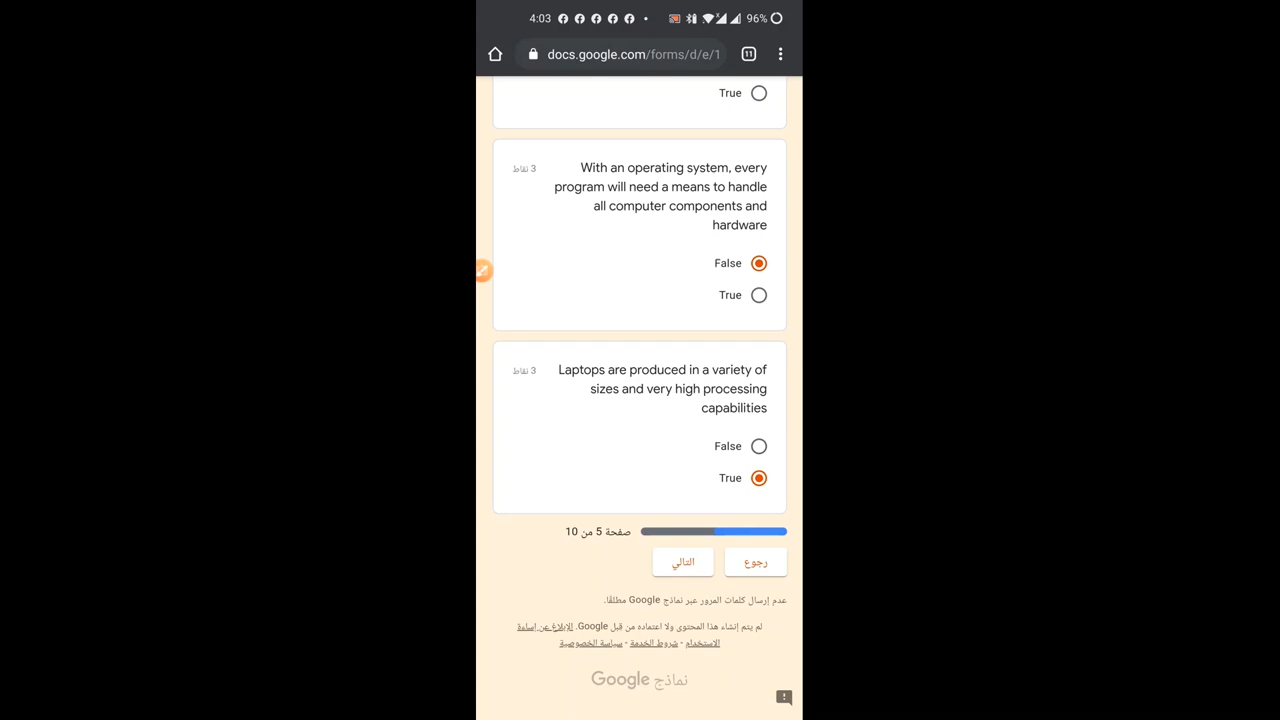 4:03
96%
docs.google.com/forms/d/e/1
11
True
With an operating system, every
program will need a means to handle
all computer components and
hardware
3 نقاط
False
True
Laptops are produced in a variety of
sizes and very high processing
capabilities
3 نقاط
False
True
صفحة 5 من 10
رجوع
التالي
عدم إرسال كلمات المرور عبر نماذج Google مطلقًا.
لم يتم إنشاء هذا المحتوى ولا اعتماده من قبل Google. الإبلاغ عن إساءة
الاستخدام - شروط الخدمة - سياسة الخصوصية
نماذج Google